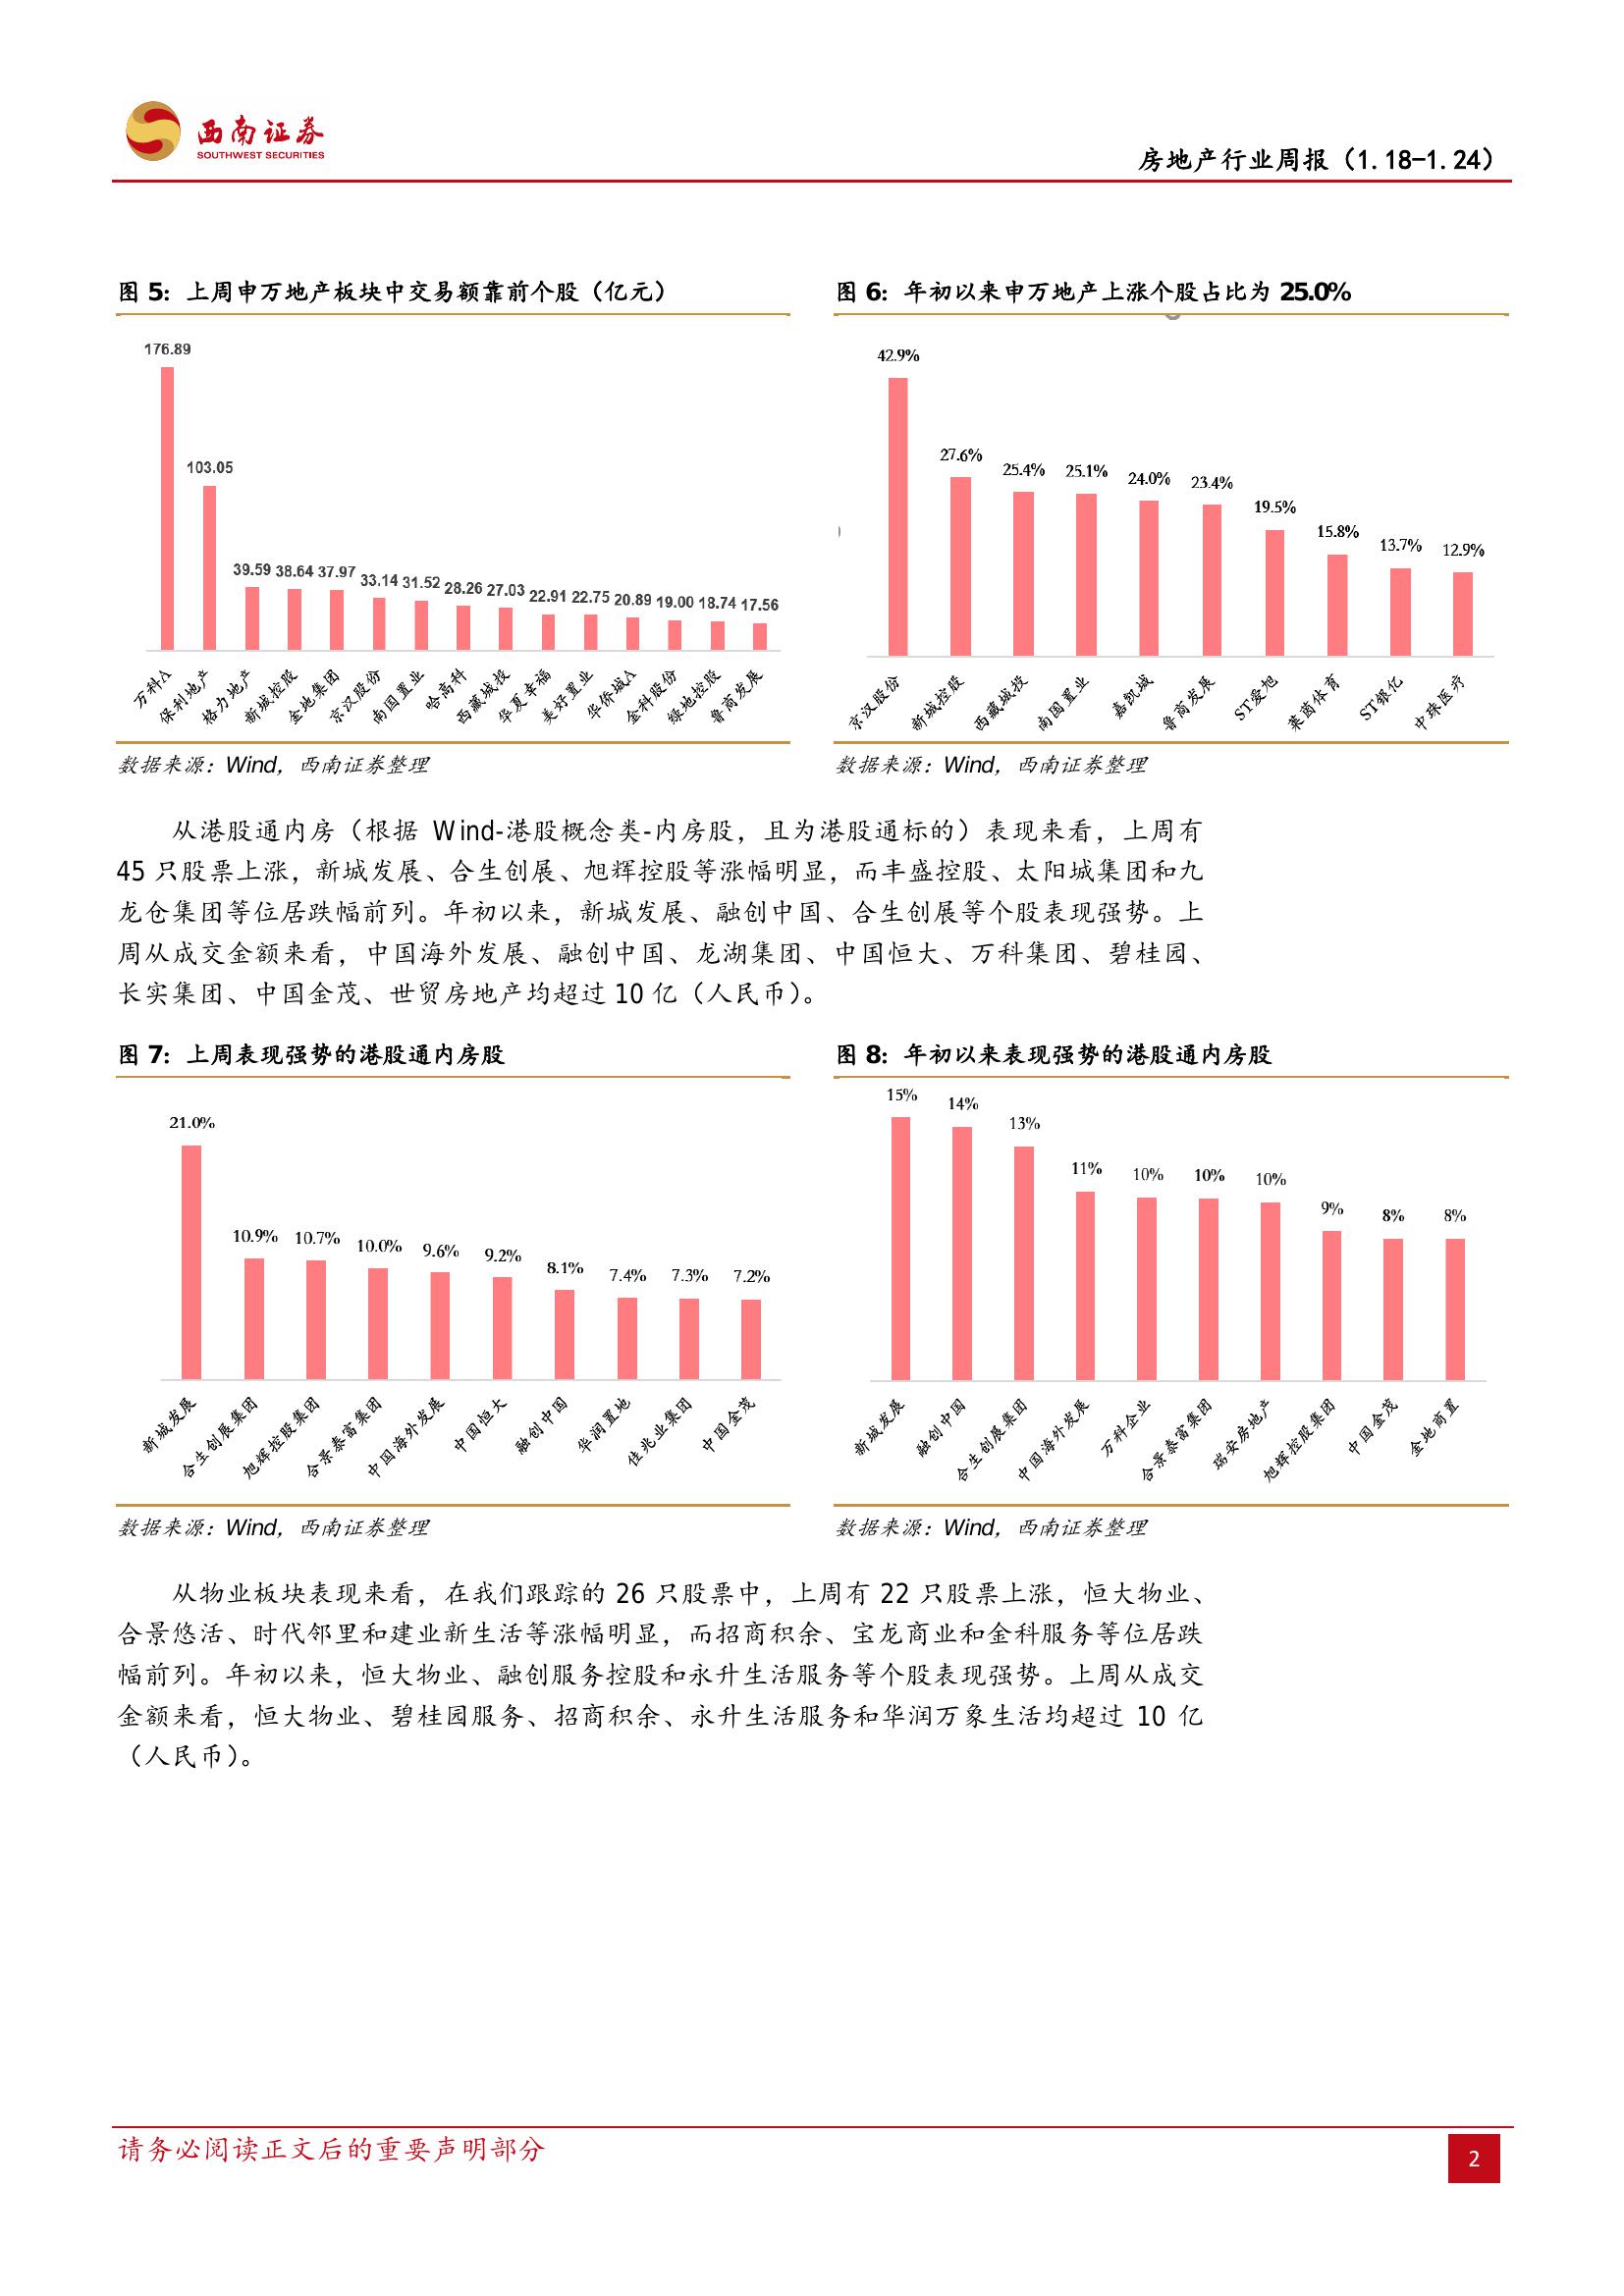 西南证券
SOUTHWEST SECURITIES
房地产行业周报（1.18-1.24）
图 5：上周申万地产板块中交易额靠前个股（亿元）
176.89
103.05
39.59 38.64 37.97 33.14 31.52 28.26 27.03 22.91 22.75 20.89 19.00 18.74 17.56
万科A 保利地产 格力地产 新城控股 金地集团 京汉股份 南国置业 哈高科 西藏城投 华夏幸福 美好置业 华侨城A 金科股份 绿地控股 鲁商发展
数据来源：Wind，西南证券整理
图 6：年初以来申万地产上涨个股占比为 25.0%
42.9%
27.6% 25.4% 25.1% 24.0% 23.4% 19.5% 15.8% 13.7% 12.9%
京汉股份 新城控股 西藏城投 南国置业 嘉凯城 鲁商发展 ST爱旭 莱茵体育 ST银亿 中珠医疗
数据来源：Wind，西南证券整理
从港股通内房（根据 Wind-港股概念类-内房股，且为港股通标的）表现来看，上周有
45 只股票上涨，新城发展、合生创展、旭辉控股等涨幅明显，而丰盛控股、太阳城集团和九
龙仓集团等位居跌幅前列。年初以来，新城发展、融创中国、合生创展等个股表现强势。上
周从成交金额来看，中国海外发展、融创中国、龙湖集团、中国恒大、万科集团、碧桂园、
长实集团、中国金茂、世贸房地产均超过 10 亿（人民币）。
图 7：上周表现强势的港股通内房股
21.0%
10.9% 10.7% 10.0% 9.6% 9.2% 8.1% 7.4% 7.3% 7.2%
新城发展 合生创展集团 旭辉控股集团 合景泰富集团 中国海外发展 中国恒大 融创中国 华润置地 佳兆业集团 中国金茂
数据来源：Wind，西南证券整理
图 8：年初以来表现强势的港股通内房股
15% 14% 13% 11% 10% 10% 10% 9% 8% 8%
新城发展 融创中国 合生创展集团 中国海外发展 万科企业 合景泰富集团 瑞安房地产 旭辉控股集团 中国金茂 金地商置
数据来源：Wind，西南证券整理
从物业板块表现来看，在我们跟踪的 26 只股票中，上周有 22 只股票上涨，恒大物业、
合景悠活、时代邻里和建业新生活等涨幅明显，而招商积余、宝龙商业和金科服务等位居跌
幅前列。年初以来，恒大物业、融创服务控股和永升生活服务等个股表现强势。上周从成交
金额来看，恒大物业、碧桂园服务、招商积余、永升生活服务和华润万象生活均超过 10 亿
（人民币）。
请务必阅读正文后的重要声明部分
2